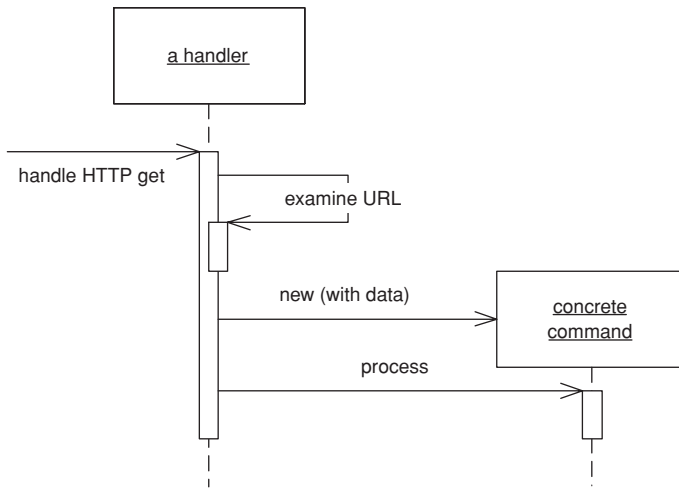 a handler
handle HTTP get
examine URL
new (with data)
concrete
command
process